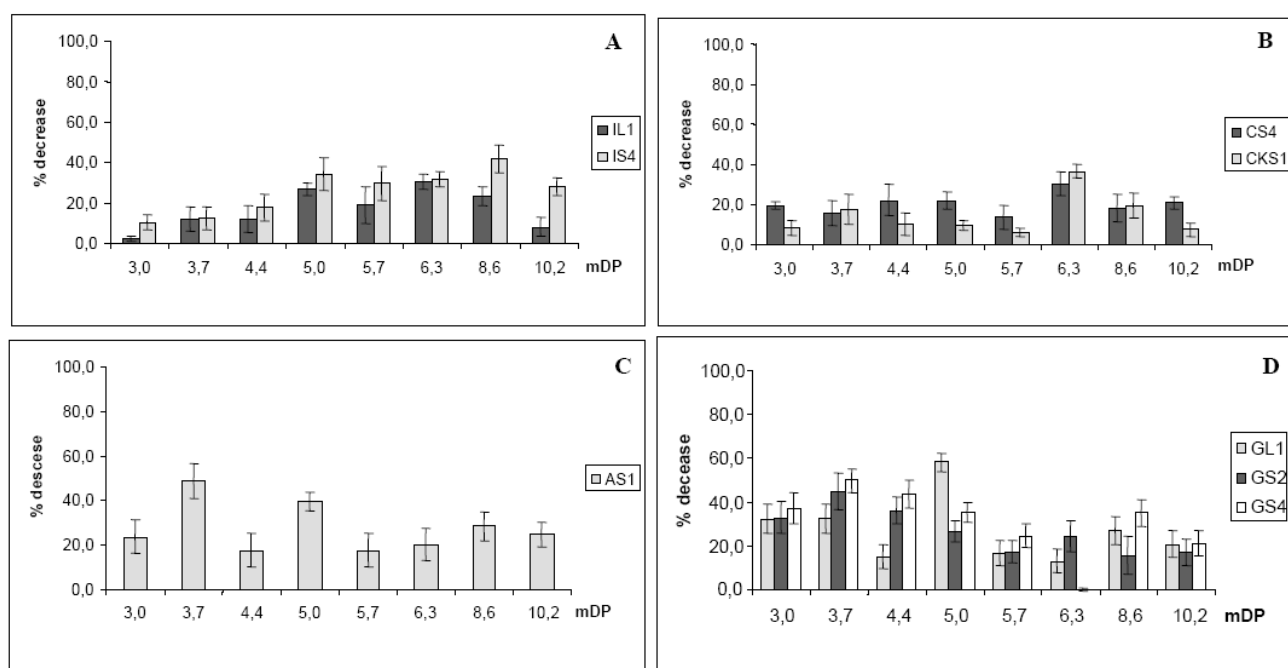 A
% decrease
100,0
80,0
60,0
40,0
20,0
0,0
3,0 3,7 4,4 5,0 5,7 6,3 8,6 10,2 mDP
IL1
IS4
B
% decrease
100,0
80,0
60,0
40,0
20,0
0,0
3,0 3,7 4,4 5,0 5,7 6,3 8,6 10,2 mDP
CS4
CKS1
C
% descese
100,0
80,0
60,0
40,0
20,0
0,0
3,0 3,7 4,4 5,0 5,7 6,3 8,6 10,2 mDP
AS1
D
% decease
100,0
80,0
60,0
40,0
20,0
0,0
3,0 3,7 4,4 5,0 5,7 6,3 8,6 10,2 mDP
GL1
GS2
GS4